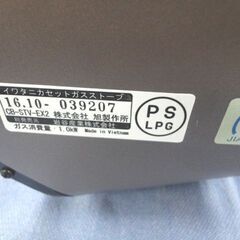 イワタニカセットガスストーブ
16.10- 039207
CB-STV-EX2 株式会社 旭製作所
岩谷産業株式会社
ガス消費量：1.0kW Made in Vietnam
PS
LPG
JIA